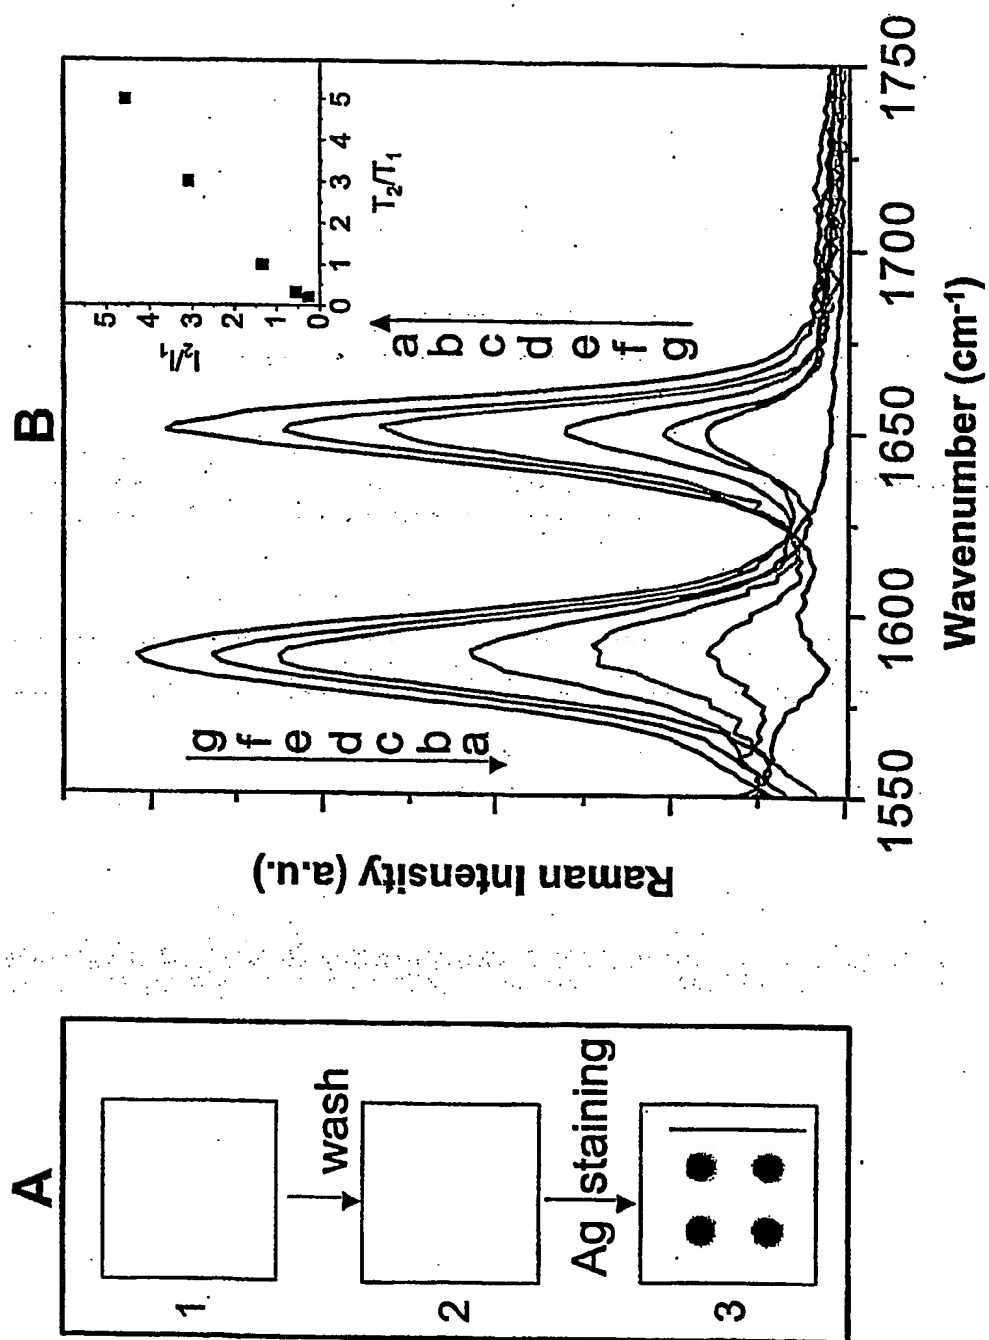 A
1
wash
2
Ag staining
3
B
Raman Intensity (a.u.)
g f e d c b a
a b c d e f g
I₂/I₁
5
4
3
2
1
0
0 1 2 3 4 5
T₂/T₁
1550 1600 1650 1700 1750
Wavenumber (cm⁻¹)